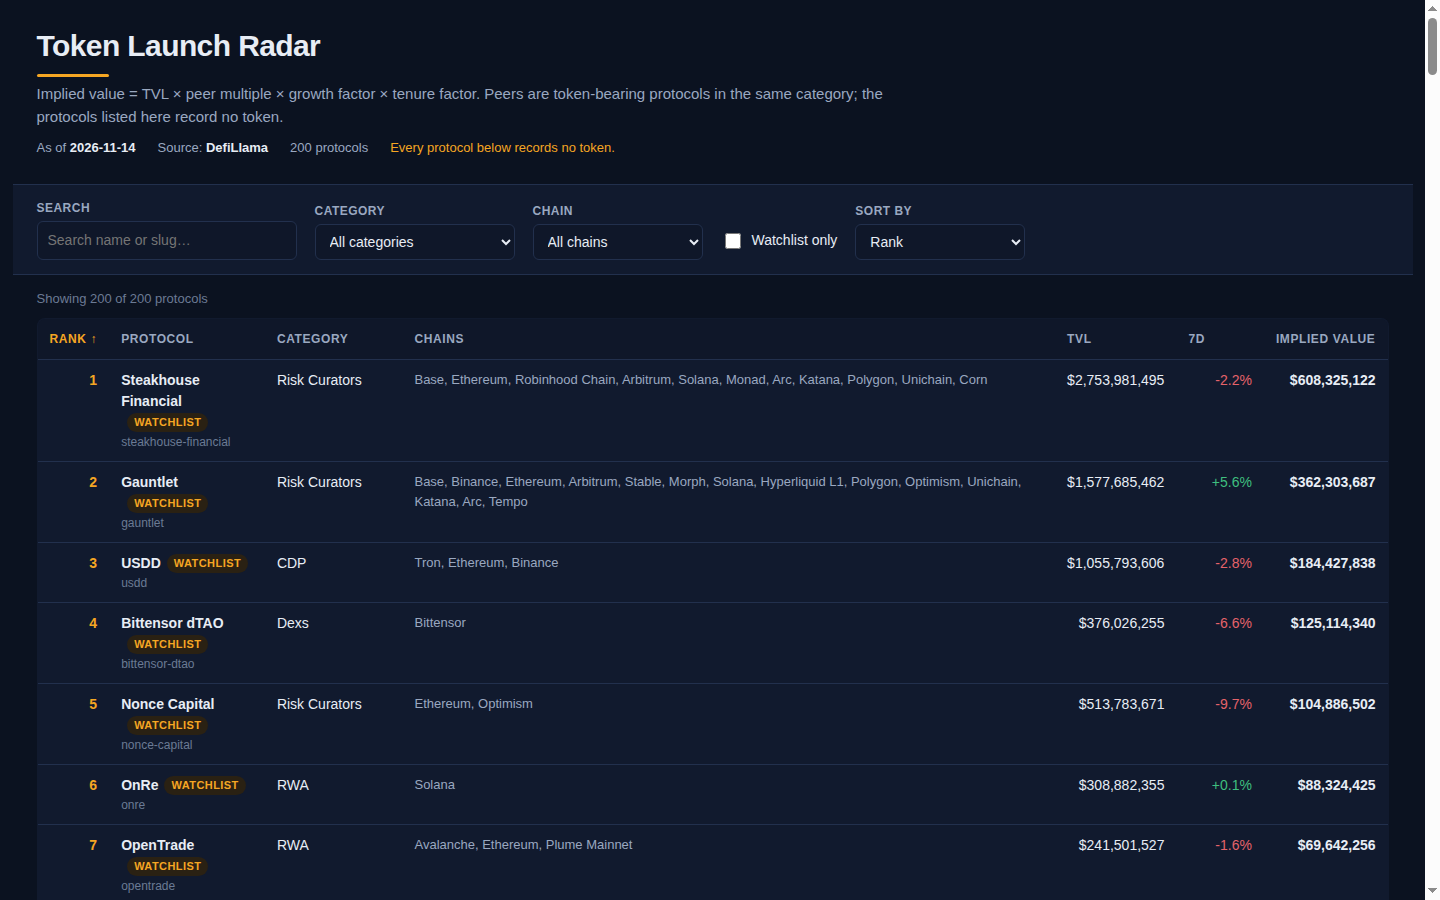 Token Launch Radar
Implied value = TVL × peer multiple × growth factor × tenure factor. Peers are token-bearing protocols in the same category; the
protocols listed here record no token.
As of 2026-11-14 Source: DefiLlama 200 protocols Every protocol below records no token.
SEARCH CATEGORY CHAIN SORT BY
Search name or slug… All categories All chains Watchlist only Rank
Showing 200 of 200 protocols
RANK ↑ PROTOCOL CATEGORY CHAINS TVL 7D IMPLIED VALUE
1 Steakhouse Risk Curators Base, Ethereum, Robinhood Chain, Arbitrum, Solana, Monad, Arc, Katana, Polygon, Unichain, Corn $2,753,981,495 -2.2% $608,325,122
Financial
WATCHLIST
steakhouse-financial
2 Gauntlet Risk Curators Base, Binance, Ethereum, Arbitrum, Stable, Morph, Solana, Hyperliquid L1, Polygon, Optimism, Unichain, $1,577,685,462 +5.6% $362,303,687
WATCHLIST Katana, Arc, Tempo
gauntlet
3 USDD WATCHLIST CDP Tron, Ethereum, Binance $1,055,793,606 -2.8% $184,427,838
usdd
4 Bittensor dTAO Dexs Bittensor $376,026,255 -6.6% $125,114,340
WATCHLIST
bittensor-dtao
5 Nonce Capital Risk Curators Ethereum, Optimism $513,783,671 -9.7% $104,886,502
WATCHLIST
nonce-capital
6 OnRe WATCHLIST RWA Solana $308,882,355 +0.1% $88,324,425
onre
7 OpenTrade RWA Avalanche, Ethereum, Plume Mainnet $241,501,527 -1.6% $69,642,256
WATCHLIST
opentrade